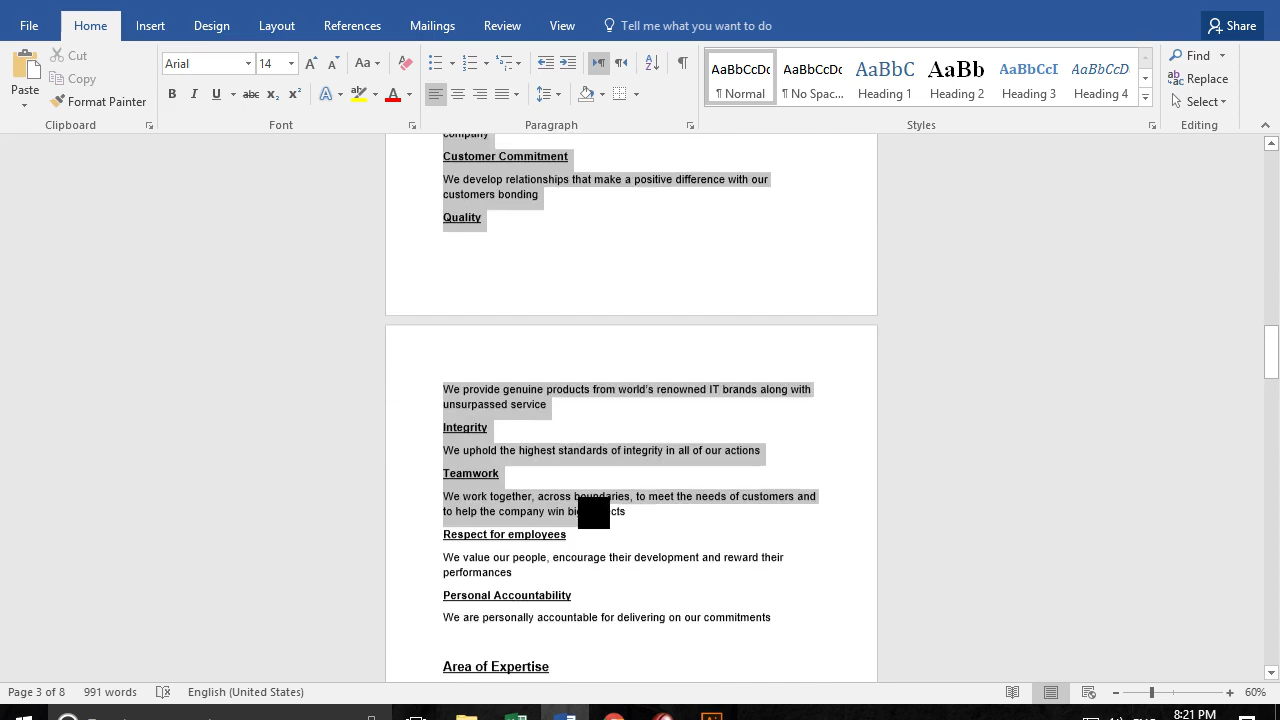 File Home Insert Design Layout References Mailings Review View Tell me what you want to do Share
Paste
Cut
Copy
Format Painter
Clipboard
Arial 14
Font
Paragraph
AaBbCcDc AaBbCcDc AaBbC AaBb AaBbCcI AaBbCcD
¶ Normal ¶ No Spac... Heading 1 Heading 2 Heading 3 Heading 4
Styles
Find
Replace
Select
Editing
company
Customer Commitment
We develop relationships that make a positive difference with our
customers bonding
Quality
We provide genuine products from world's renowned IT brands along with
unsurpassed service
Integrity
We uphold the highest standards of integrity in all of our actions
Teamwork
We work together, across boundaries, to meet the needs of customers and
to help the company win
Respect for employees
We value our people, encourage their development and reward their
performances
Personal Accountability
We are personally accountable for delivering on our commitments
Area of Expertise
Page 3 of 8 991 words English (United States) 60%
8:21 PM